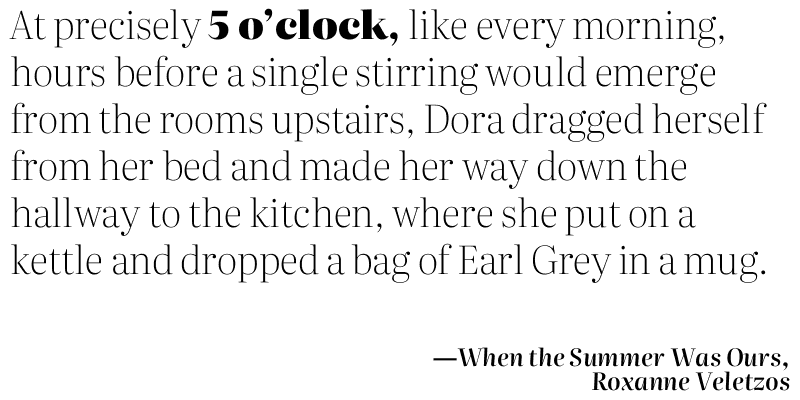 At precisely 5 o’clock, like every morning,
hours before a single stirring would emerge
from the rooms upstairs, Dora dragged herself
from her bed and made her way down the
hallway to the kitchen, where she put on a
kettle and dropped a bag of Earl Grey in a mug.
—When the Summer Was Ours,
Roxanne Veletzos